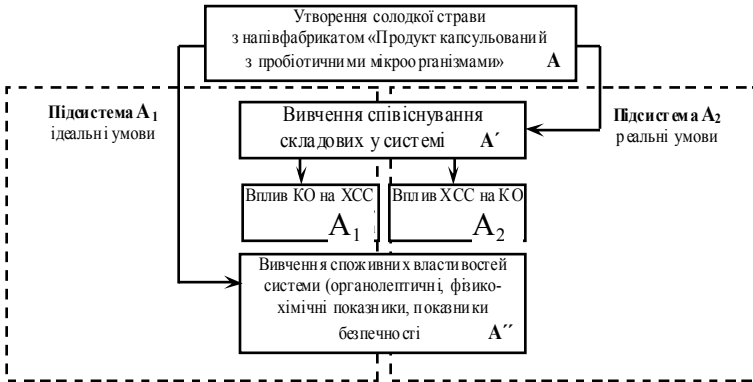 Утворення солодкої страви
з напівфабрикатом «Продукт капсульований
з пробіотичними мікроорганізмами» А
Підсистема А1
ідеальні умови
Вивчення співіснування
складових у системі А´
Підсистема А2
реальні умови
Вплив КО на ХСС
А1
Вплив ХСС на КО
А2
Вивчення споживних властивостей
системи (органолептичні, фізико-
хімічні показники, показники
безпечності А´´